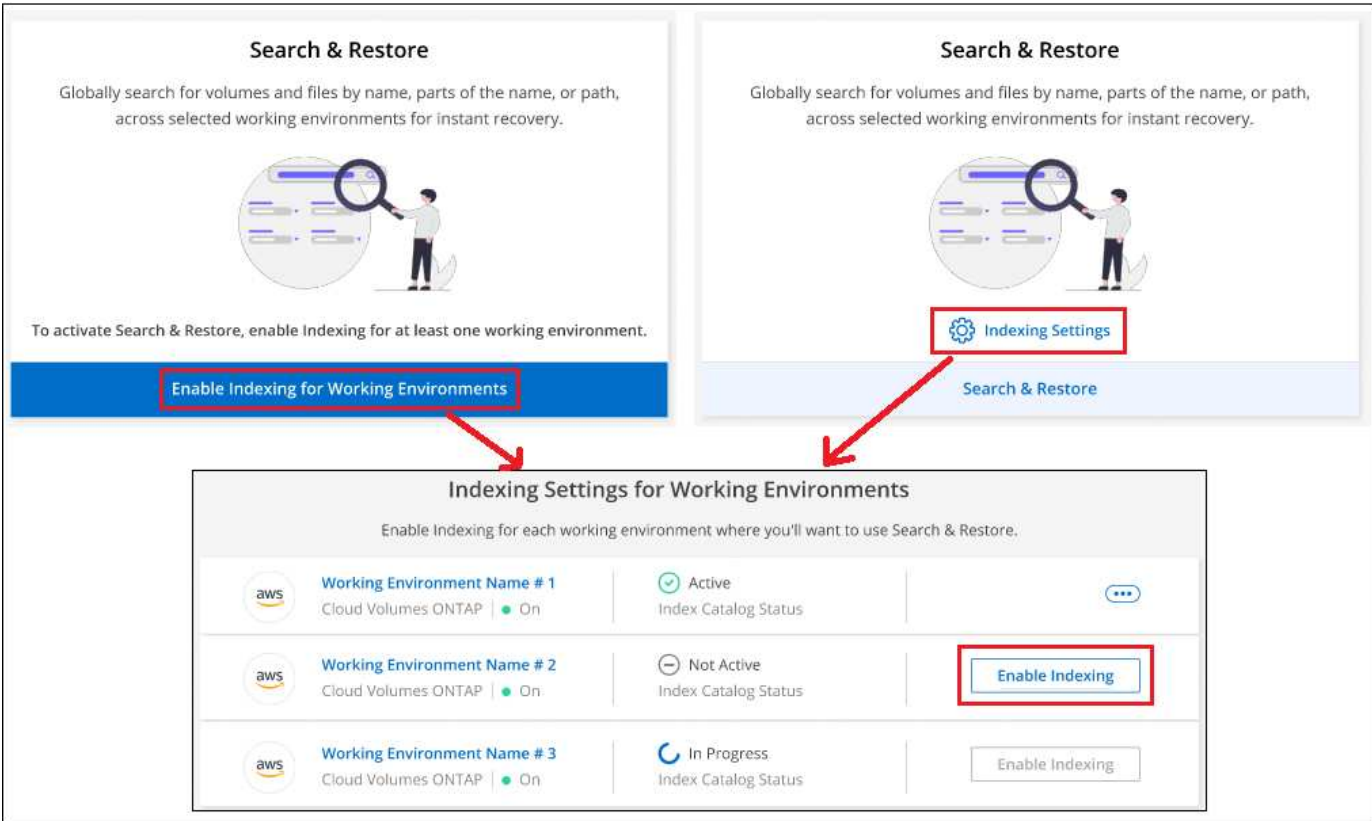 Search & Restore
Globally search for volumes and files by name, parts of the name, or path,
across selected working environments for instant recovery.
To activate Search & Restore, enable Indexing for at least one working environment.
Enable Indexing for Working Environments
Search & Restore
Globally search for volumes and files by name, parts of the name, or path,
across selected working environments for instant recovery.
Indexing Settings
Search & Restore
Indexing Settings for Working Environments
Enable Indexing for each working environment where you'll want to use Search & Restore.
aws
Working Environment Name # 1
Cloud Volumes ONTAP | On
Active
Index Catalog Status
aws
Working Environment Name # 2
Cloud Volumes ONTAP | On
Not Active
Index Catalog Status
Enable Indexing
aws
Working Environment Name # 3
Cloud Volumes ONTAP | On
In Progress
Index Catalog Status
Enable Indexing